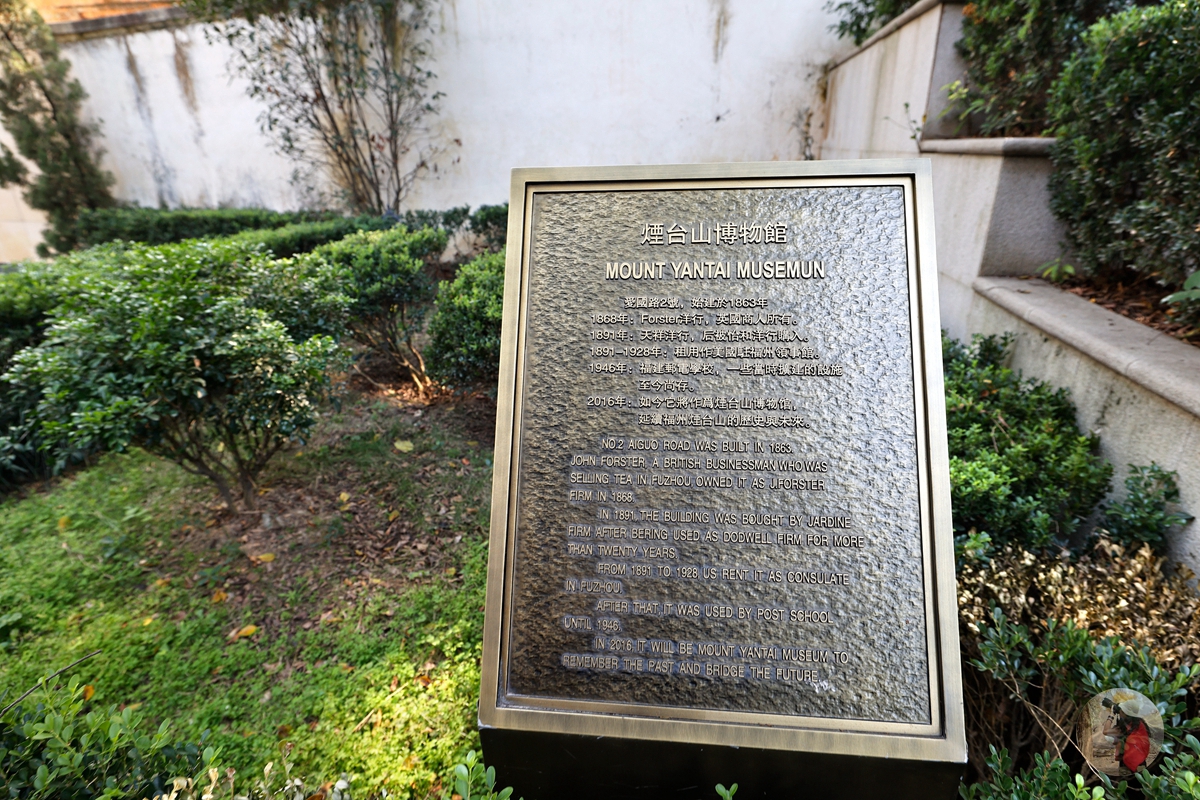 煙台山博物館
MOUNT YANTAI MUSEMUN
愛國路2號，始建於1863年
1868年：Forster洋行，英國商人所有。
1891年：天祥洋行，后被怡和洋行購入。
1891-1928年：租用作美國駐福州領事館.
1946年：福建郵電學校，一些當時擴建的設施
至今尚存。
2016年：如今它將作爲煙台山博物馆，
延續福州煙台山的歷史與未來.
NO.2 AIGUO ROAD WAS BUILT IN 1863.
JOHN FORSTER, A BRITISH BUSINESSMAN WHO WAS
SELLING TEA IN FUZHOU OWNED IT AS J.FORSTER
FIRM IN 1868.
IN 1891,THE BUILDING WAS BOUGHT BY JARDINE
FIRM AFTER BERING USED AS DODWELL FIRM FOR MORE
THAN TWENTY YEARS.
FROM 1891 TO 1928,US RENT IT AS CONSULATE
IN FUZHOU.
AFTER THAT,IT WAS USED BY POST SCHOOL
UNTIL 1946.
IN 2016,IT WILL BE MOUNT YANTAI MUSEUM TO
REMEMBER THE PAST AND BRIDGE THE FUTURE.